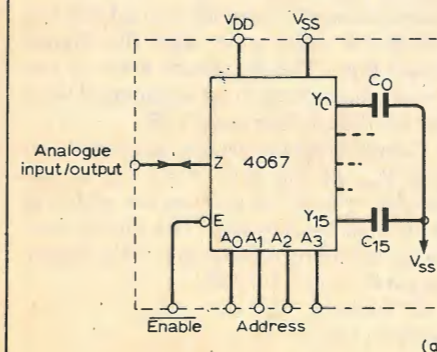 VDD VSS
C0
Y0
Analogue
input/output
Z 4067
E
Y15
A0 A1 A2 A3
C15
VSS
Enable Address
(a